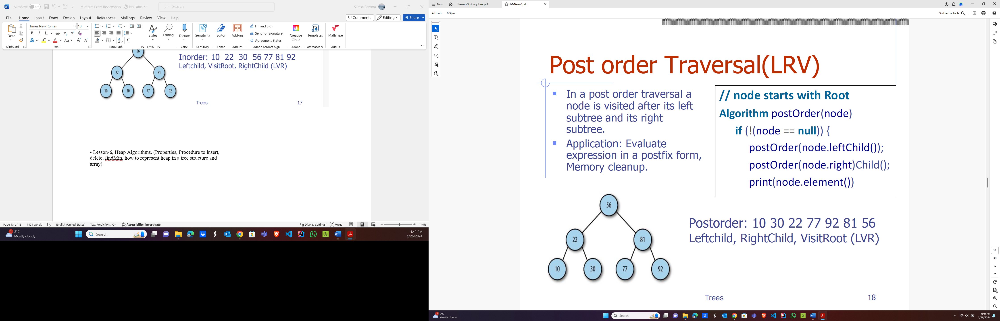 AutoSave Off Midterm Exam Review.docx No Label Search Suresh Bamma
File Home Insert Draw Design Layout References Mailings Review View Help Comments Editing Share
Times New Roman 10
Paste
B I U ab x₂ x² A
A A Aa A A
Styles Editing Dictate Sensitivity Editor Add-ins
Fill and Sign
Send for Signature
Agreement Status
Creative Cloud Templates MathType
Clipboard Font Paragraph Styles Voice Sensitivity Editor Add-ins Adobe Acrobat Sign Adobe officeatwork Add-in
56
22 81
10 30 77 92
Inorder: 10 22 30 56 77 81 92
Leftchild, VisitRoot, RightChild (LVR)
Trees 17
• Lesson-6, Heap Algorithms. (Properties, Procedure to insert,
delete, findMin, how to represent heap in a tree structure and
array)
Page 13 of 13 1421 words English (United States) Text Predictions: On Accessibility: Investigate Display Settings Focus 140%
1 2°C
Mostly cloudy
Search
4:40 PM
1/26/2024
Menu Lesson-5 binary tree .pdf 05-Trees-1.pdf
All tools E-Sign Find text or tools
Post order Traversal(LRV)
In a post order traversal a
node is visited after its left
subtree and its right
subtree.
Application: Evaluate
expression in a postfix form,
Memory cleanup.
// node starts with Root
Algorithm postOrder(node)
if (!(node == null)) {
postOrder(node.leftChild());
postOrder(node.right)Child();
print(node.element())
56
22 81
10 30 77 92
Postorder: 10 30 22 77 92 81 56
Leftchild, RightChild, VisitRoot (LVR)
Trees 18
18
30
1 2°C
Mostly cloudy
Search
4:40 PM
1/26/2024